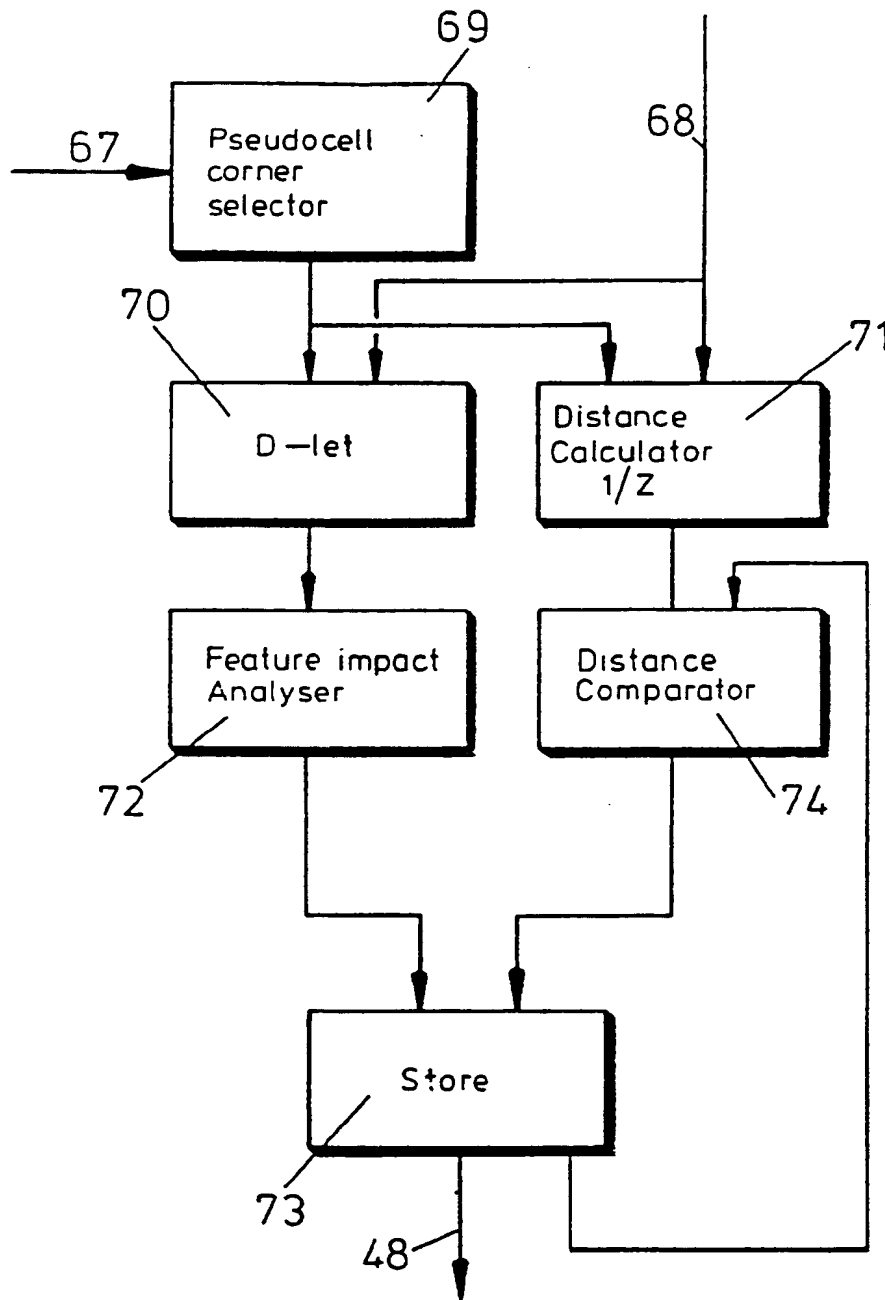 69
67
Pseudocell
corner
selector
68
70
71
D-let
Distance
Calculator
1/Z
Feature impact
Analyser
Distance
Comparator
72
74
Store
73
48